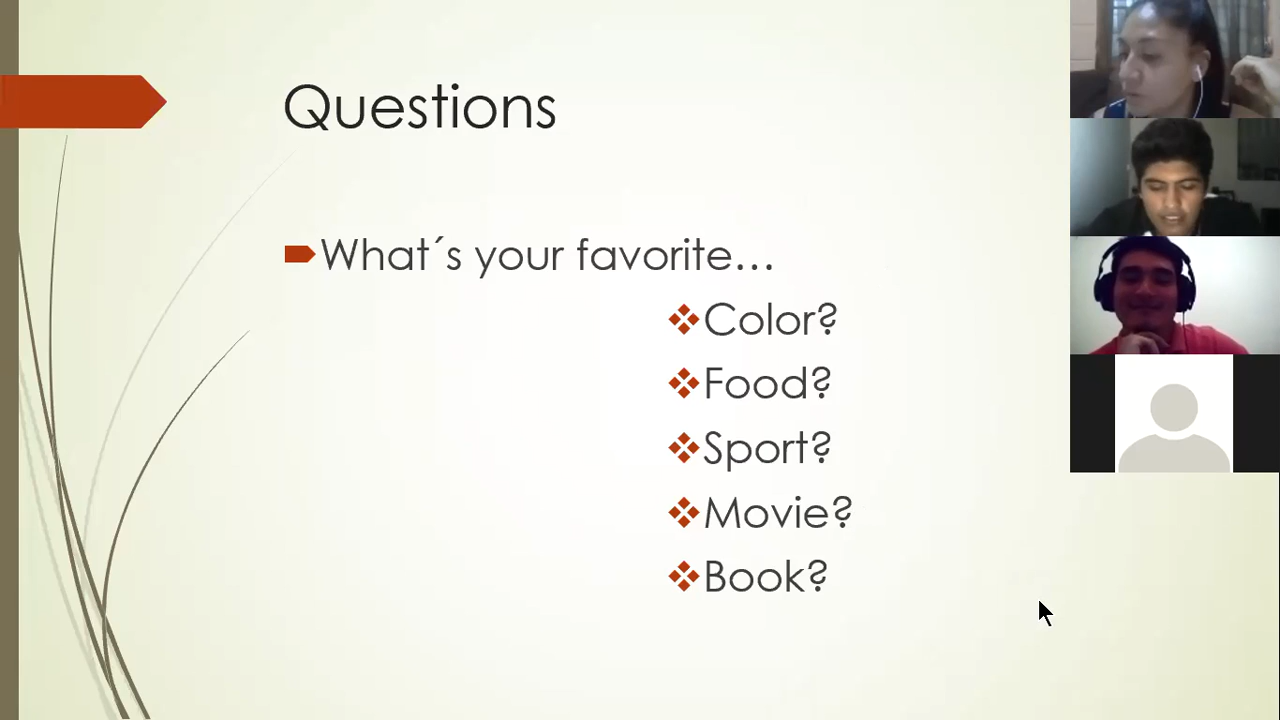 Questions
What´s your favorite…
Color?
Food?
Sport?
Movie?
Book?